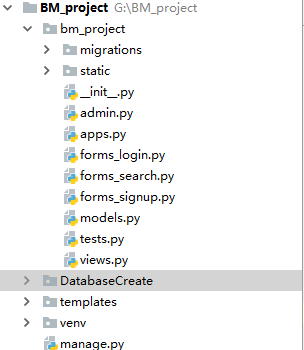 BM_project G:\BM_project
bm_project
migrations
static
__init__.py
admin.py
apps.py
forms_login.py
forms_search.py
forms_signup.py
models.py
tests.py
views.py
DatabaseCreate
templates
venv
manage.py